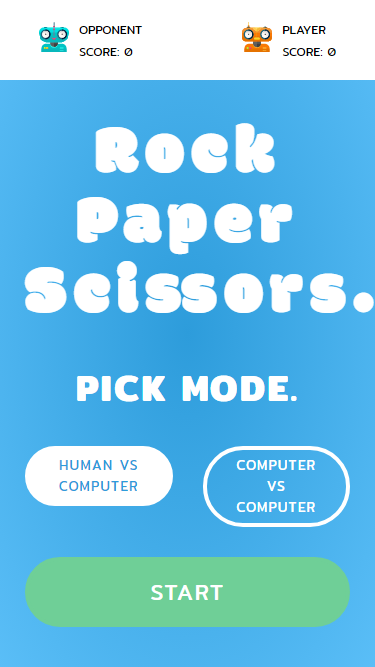 OPPONENT
SCORE: 0
PLAYER
SCORE: 0
Rock
Paper
Scissors.
PICK MODE.
HUMAN VS
COMPUTER
COMPUTER
VS
COMPUTER
START